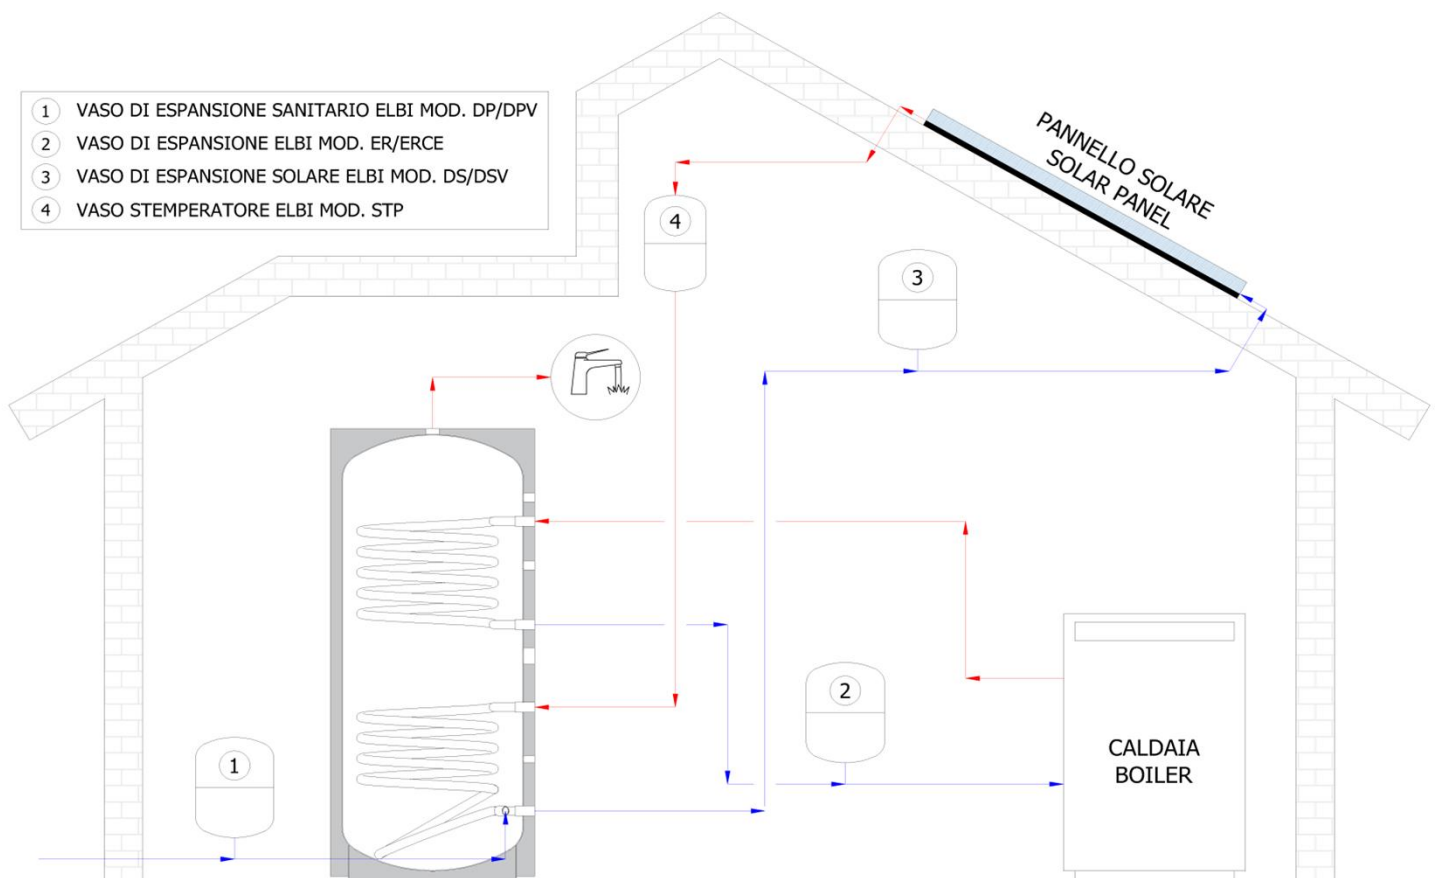 1 VASO DI ESPANSIONE SANITARIO ELBI MOD. DP/DPV
2 VASO DI ESPANSIONE ELBI MOD. ER/ERCE
3 VASO DI ESPANSIONE SOLARE ELBI MOD. DS/DSV
4 VASO STEMPERATORE ELBI MOD. STP
PANNELLO SOLARE
SOLAR PANEL
4
3
2
1
CALDAIA
BOILER